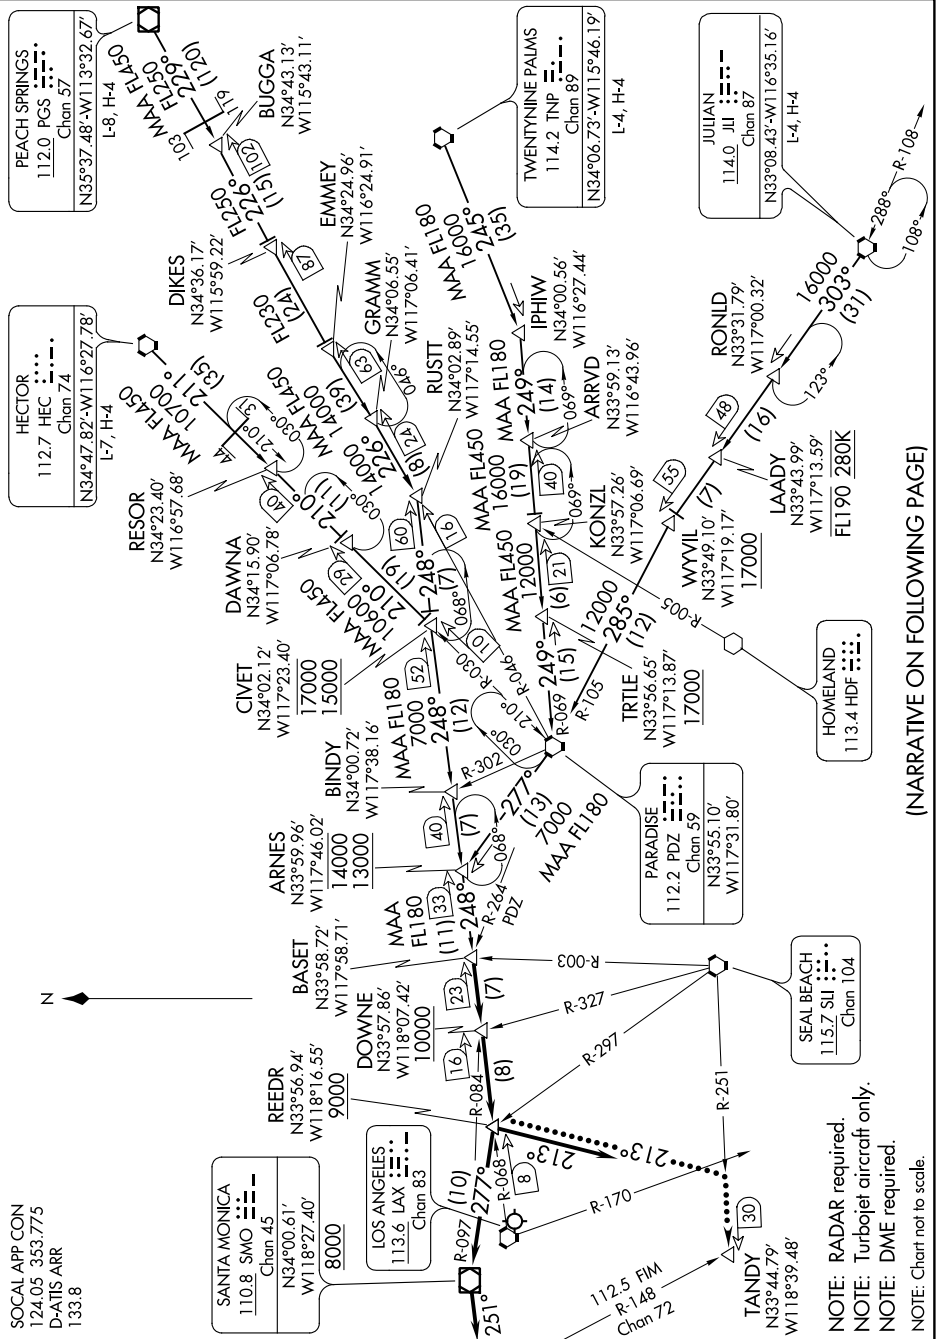 SOCAL APP CON
124.05 353.775
D-ATIS ARR
133.8
N
PEACH SPRINGS
112.0 PGS
Chan 57
N35°37.48'-W113°32.67'
L-8, H-4
MAA FL450
FL250
229°
(120)
103
119
BUGGA
N34°43.13'
W115°43.11'
102
FL250
226°
(15)
DIKES
N34°36.17'
W115°59.22'
87
FL230
(24)
EMMEY
N34°24.96'
W116°24.91'
63
MAA FL450
14000
(39)
046°
GRAMM
N34°06.55'
W117°06.41'
24
14000
226°
(8)
RUSTT
N34°02.89'
W117°14.55'
60
16
248°
(7)
068°
HECTOR
112.7 HEC
Chan 74
N34°47.82'-W116°27.78'
L-7, H-4
MAA FL450
10700
211°
(35)
44
31
210°
030°
RESOR
N34°23.40'
W116°57.68'
40
210°
(11)
030°
DAWNA
N34°15.90'
W117°06.78'
29
MAA FL450
10600
210°
(19)
CIVET
N34°02.12'
W117°23.40'
17000
15000
52
10
R-030
R-046
MAA FL180
7000
248°
(12)
BINDY
N34°00.72'
W117°38.16'
40
(7)
R-302
ARNES
N33°59.96'
W117°46.02'
14000
13000
33
068°
MAA
FL180
(11)
248°
R-264
PDZ
BASET
N33°58.72'
W117°58.71'
23
(7)
DOWNE
N33°57.86'
W118°07.42'
10000
16
(8)
R-084
REEDR
N33°56.94'
W118°16.55'
9000
8
R-068
213°
213°
(10)
277°
R-097
251°
SANTA MONICA
110.8 SMO
Chan 45
N34°00.61'
W118°27.40'
8000
LOS ANGELES
113.6 LAX
Chan 83
R-170
TWENTYNINE PALMS
114.2 TNP
Chan 89
N34°06.73'-W115°46.19'
L-4, H-4
MAA FL180
16000
245°
(35)
IPHIW
N34°00.56'
W116°27.44'
MAA FL180
249°
(14)
069°
ARRVD
N33°59.13'
W116°43.96'
40
MAA FL450
16000
(19)
069°
KONZL
N33°57.26'
W117°06.69'
21
MAA FL450
12000
(6)
TRTLE
N33°56.65'
W117°13.87'
17000
249°
(15)
R-069
JULIAN
114.0 JLI
Chan 87
N33°08.43'-W116°35.16'
L-4, H-4
R-108
288°
108°
16000
303°
(31)
RONLD
N33°31.79'
W117°00.32'
123°
48
(16)
LAADY
N33°43.99'
W117°13.59'
FL190 280K
55
(7)
WYVIL
N33°49.10'
W117°19.17'
17000
12000
285°
(12)
R-105
R-005
HOMELAND
113.4 HDF
PARADISE
112.2 PDZ
Chan 59
N33°55.10'
W117°31.80'
210°
030°
277°
(13)
7000
MAA FL180
SEAL BEACH
115.7 SLI
Chan 104
R-003
R-327
R-297
R-251
30
TANDY
N33°44.79'
W118°39.48'
112.5 FIM
R-148
Chan 72
NOTE: RADAR required.
NOTE: Turbojet aircraft only.
NOTE: DME required.
NOTE: Chart not to scale.
(NARRATIVE ON FOLLOWING PAGE)